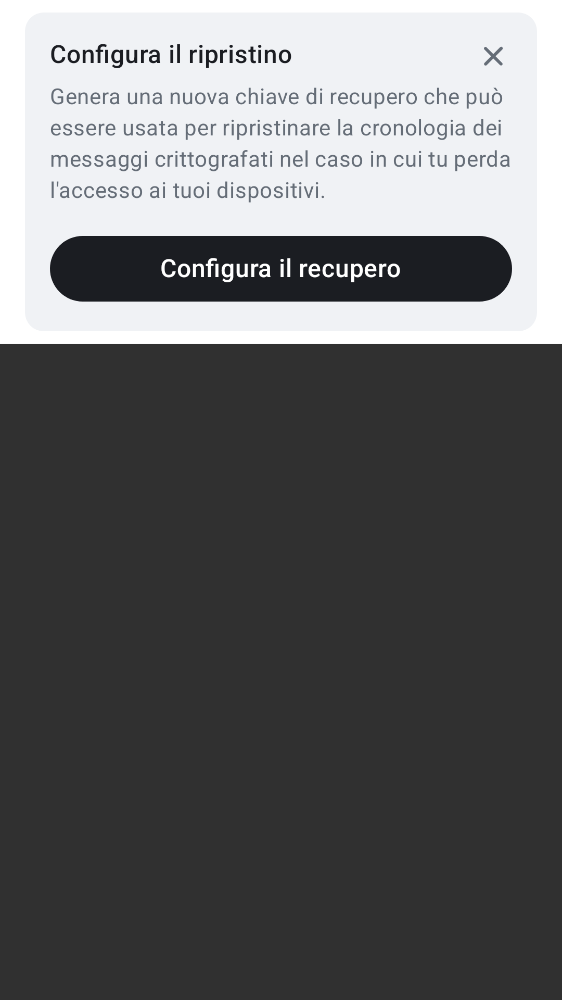 Configura il ripristino
Genera una nuova chiave di recupero che può
essere usata per ripristinare la cronologia dei
messaggi crittografati nel caso in cui tu perda
l'accesso ai tuoi dispositivi.
Configura il recupero